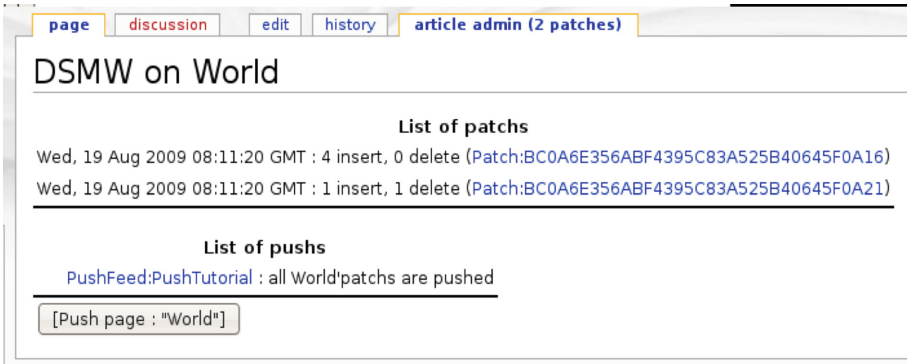 page discussion edit history article admin (2 patches)
DSMW on World
List of patchs
Wed, 19 Aug 2009 08:11:20 GMT : 4 insert, 0 delete (Patch:BC0A6E356ABF4395C83A525B40645F0A16)
Wed, 19 Aug 2009 08:11:20 GMT : 1 insert, 1 delete (Patch:BC0A6E356ABF4395C83A525B40645F0A21)
List of pushs
PushFeed:PushTutorial : all World'patchs are pushed
[Push page : "World"]